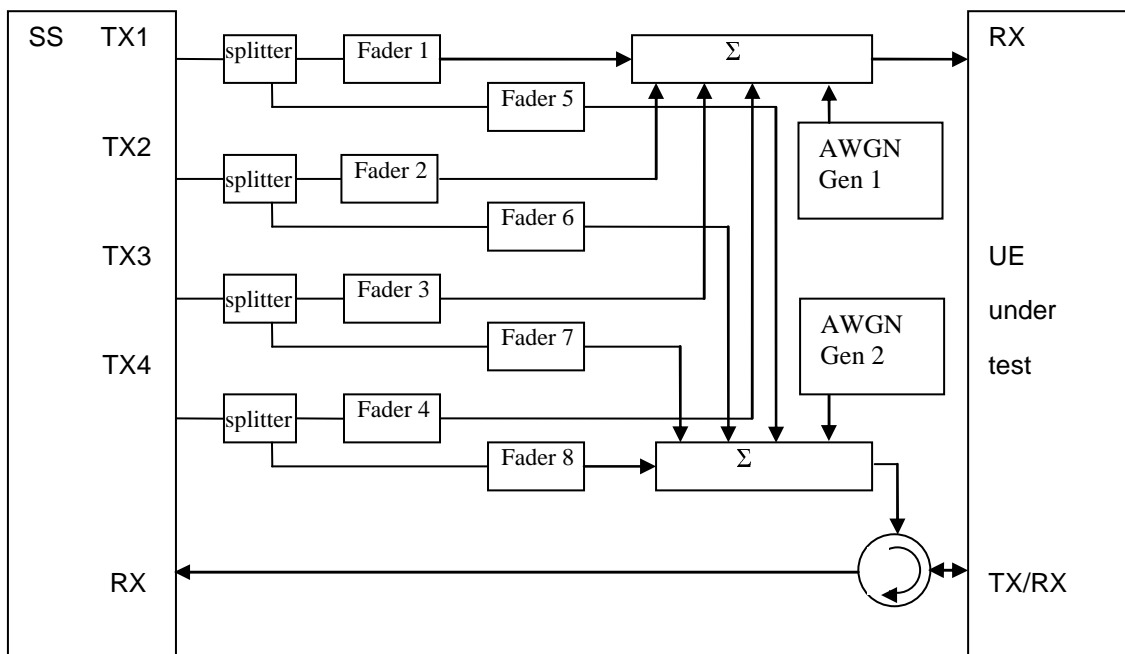 SS TX1
splitter
Fader 1
Σ
RX
Fader 5
TX2
splitter
Fader 2
AWGN
Gen 1
Fader 6
TX3
splitter
Fader 3
UE
under
test
AWGN
Gen 2
Fader 7
TX4
splitter
Fader 4
Fader 8
Σ
RX
TX/RX